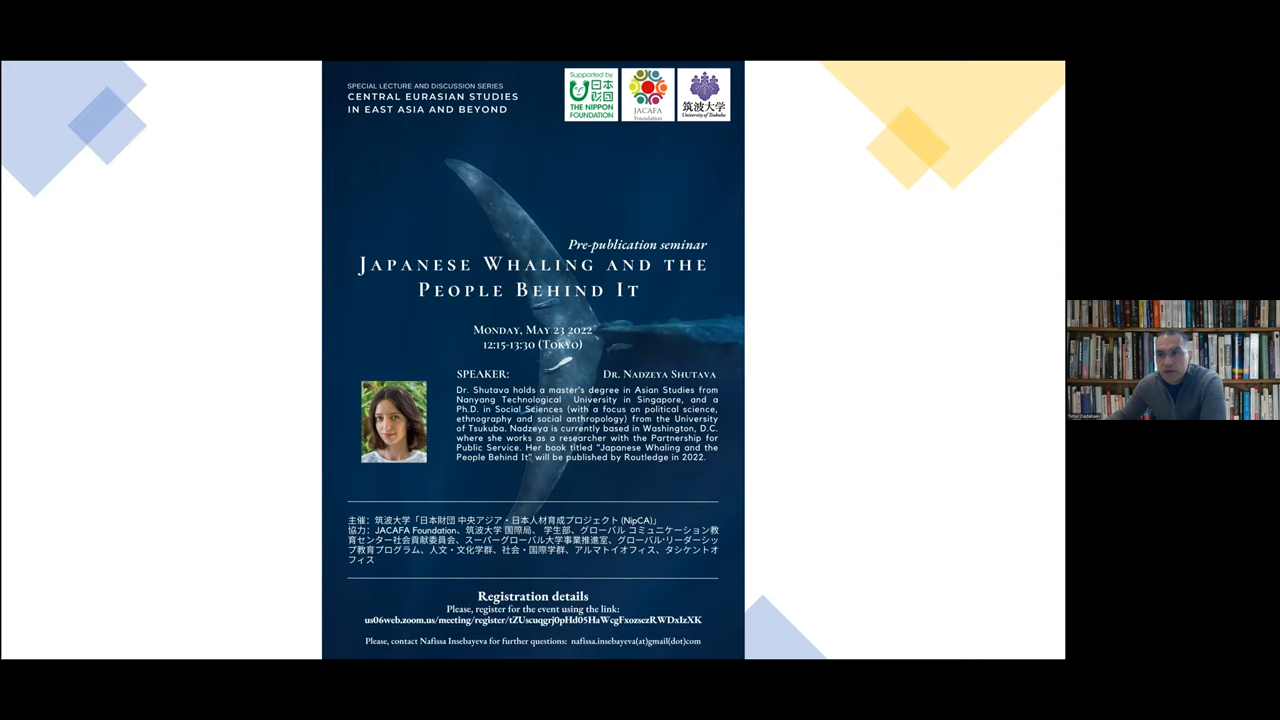 SPECIAL LECTURE AND DISCUSSION SERIES
CENTRAL EURASIAN STUDIES
IN EAST ASIA AND BEYOND
Supported by
日本
財団
THE NIPPON
FOUNDATION
JACAFA
Foundation
筑波大学
University of Tsukuba
Pre-publication seminar
JAPANESE WHALING AND THE
PEOPLE BEHIND IT
MONDAY, MAY 23 2022
12:15-13:30 (TOKYO)
SPEAKER: DR. NADZEYA SHUTAVA
Dr. Shutava holds a master's degree in Asian Studies from
Nanyang Technological University in Singapore, and a
Ph.D. in Social Sciences (with a focus on political science,
ethnography and social anthropology) from the University
of Tsukuba. Nadzeya is currently based in Washington, D.C.
where she works as a researcher with the Partnership for
Public Service. Her book titled "Japanese Whaling and the
People Behind It" will be published by Routledge in 2022.
主催：筑波大学「日本財団 中央アジア・日本人材育成プロジェクト (NipCA)」
協力：JACAFA Foundation、筑波大学 国際局、 学生部、グローバル コミュニケーション教
育センター社会貢献委員会、スーパーグローバル大学事業推進室、グローバル・リーダーシッ
プ教育プログラム、人文・文化学群、社会・国際学群、アルマトイオフィス、タシケントオ
フィス
Registration details
Please, register for the event using the link:
us06web.zoom.us/meeting/register/tZUscuqgrj0pHd05HaWcgFxozsezRWDxIzXK
Please, contact Nafissa Insebayeva for further questions: nafissa.insebayeva(at)gmail(dot)com
Timur Dadabaev